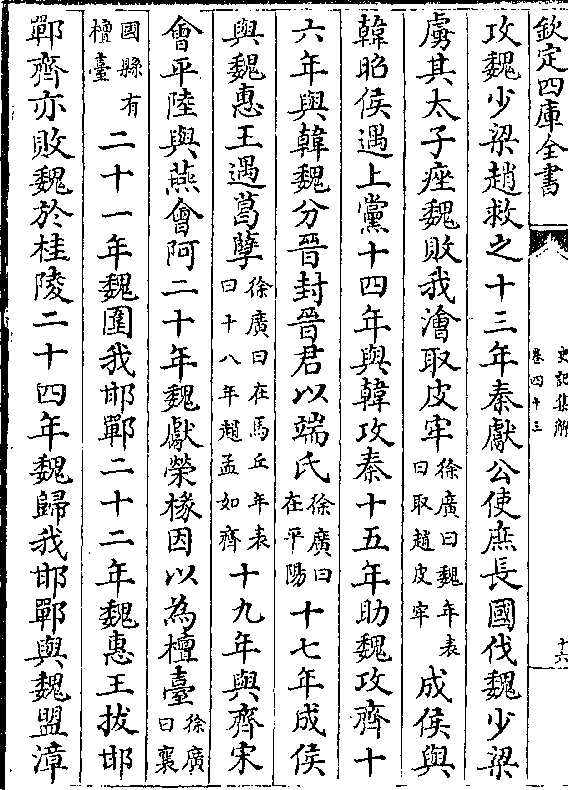 欽定四庫全書
史記集解
卷四十三
十六
攻魏少梁趙救之十三年秦獻公使庶長國伐魏少梁
虜其太子痤魏敗我澮取皮牢徐廣曰魏年表曰取趙皮牢成侯與
韓昭侯遇上黨十四年與韓攻秦十五年助魏攻齊十
六年與韓魏分晉封晉君以端氏徐廣曰在平陽十七年成侯
與魏惠王遇葛孽徐廣曰在馬丘年表曰十八年趙孟如齊十九年與齊宋
會平陸與燕會阿二十年魏獻榮椽因以為檀臺徐廣曰襄
國縣有檀臺二十一年魏圍我邯鄲二十二年魏惠王拔邯
鄲齊亦敗魏於桂陵二十四年魏歸我邯鄲與魏盟漳